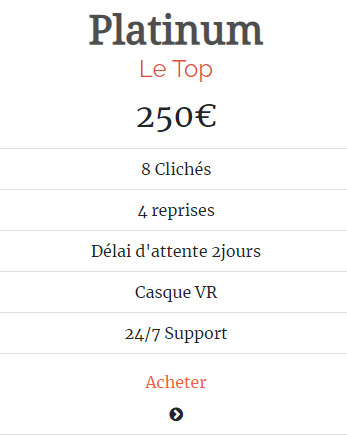 Platinum
Le Top
250€
8 Clichés
4 reprises
Délai d'attente 2jours
Casque VR
24/7 Support
Acheter